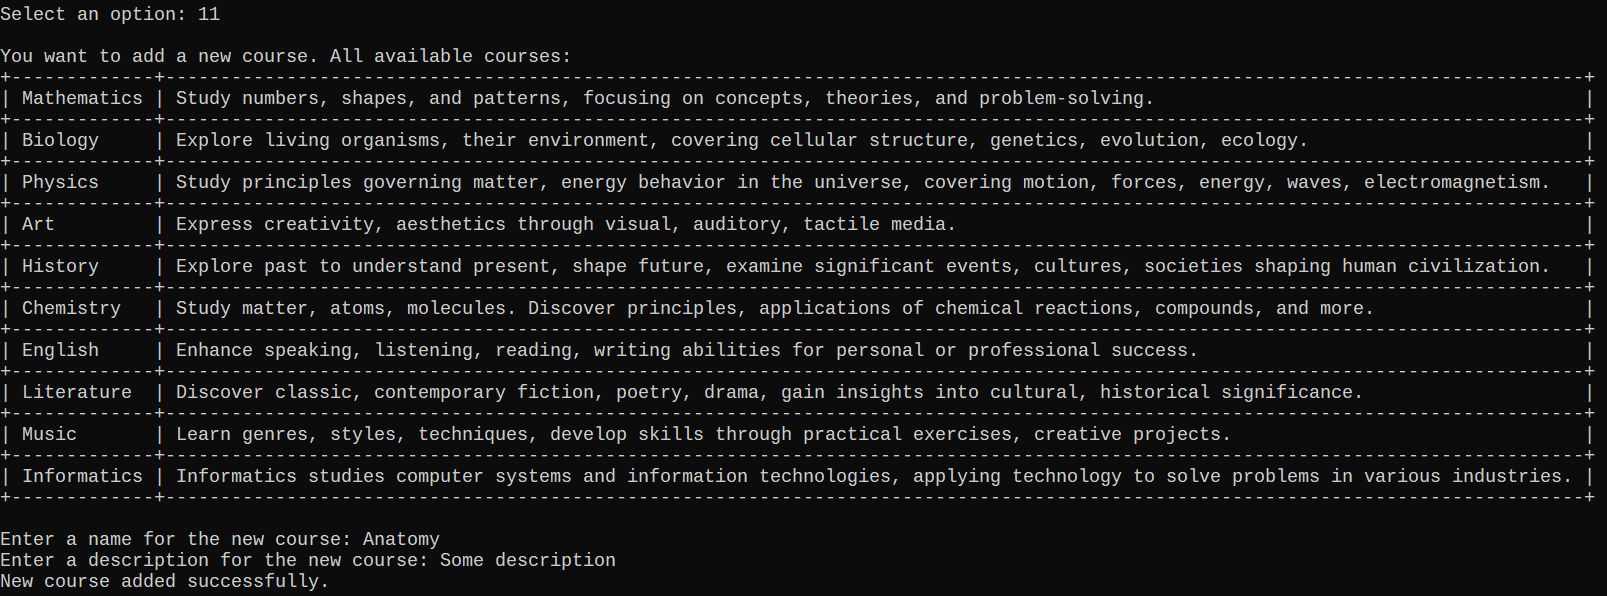 Select an option: 11

You want to add a new course. All available courses:
+-------------+---------------------------------------------------------------------------------------------------------------------------------+
| Mathematics | Study numbers, shapes, and patterns, focusing on concepts, theories, and problem-solving.                                       |
+-------------+---------------------------------------------------------------------------------------------------------------------------------+
| Biology     | Explore living organisms, their environment, covering cellular structure, genetics, evolution, ecology.                         |
+-------------+---------------------------------------------------------------------------------------------------------------------------------+
| Physics     | Study principles governing matter, energy behavior in the universe, covering motion, forces, energy, waves, electromagnetism.   |
+-------------+---------------------------------------------------------------------------------------------------------------------------------+
| Art         | Express creativity, aesthetics through visual, auditory, tactile media.                                                         |
+-------------+---------------------------------------------------------------------------------------------------------------------------------+
| History     | Explore past to understand present, shape future, examine significant events, cultures, societies shaping human civilization.   |
+-------------+---------------------------------------------------------------------------------------------------------------------------------+
| Chemistry   | Study matter, atoms, molecules. Discover principles, applications of chemical reactions, compounds, and more.                   |
+-------------+---------------------------------------------------------------------------------------------------------------------------------+
| English     | Enhance speaking, listening, reading, writing abilities for personal or professional success.                                   |
+-------------+---------------------------------------------------------------------------------------------------------------------------------+
| Literature  | Discover classic, contemporary fiction, poetry, drama, gain insights into cultural, historical significance.                    |
+-------------+---------------------------------------------------------------------------------------------------------------------------------+
| Music       | Learn genres, styles, techniques, develop skills through practical exercises, creative projects.                                |
+-------------+---------------------------------------------------------------------------------------------------------------------------------+
| Informatics | Informatics studies computer systems and information technologies, applying technology to solve problems in various industries. |
+-------------+---------------------------------------------------------------------------------------------------------------------------------+

Enter a name for the new course: Anatomy
Enter a description for the new course: Some description
New course added successfully.